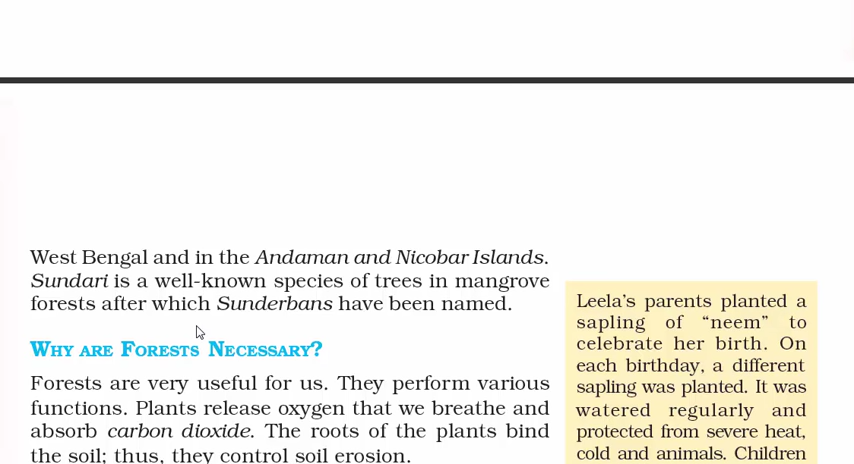 West Bengal and in the Andaman and Nicobar Islands.
Sundari is a well-known species of trees in mangrove
forests after which Sunderbans have been named.
Why are Forests Necessary?
Forests are very useful for us. They perform various
functions. Plants release oxygen that we breathe and
absorb carbon dioxide. The roots of the plants bind
the soil; thus, they control soil erosion.
Leela's parents planted a
sapling of “neem” to
celebrate her birth. On
each birthday, a different
sapling was planted. It was
watered regularly and
protected from severe heat,
cold and animals. Children